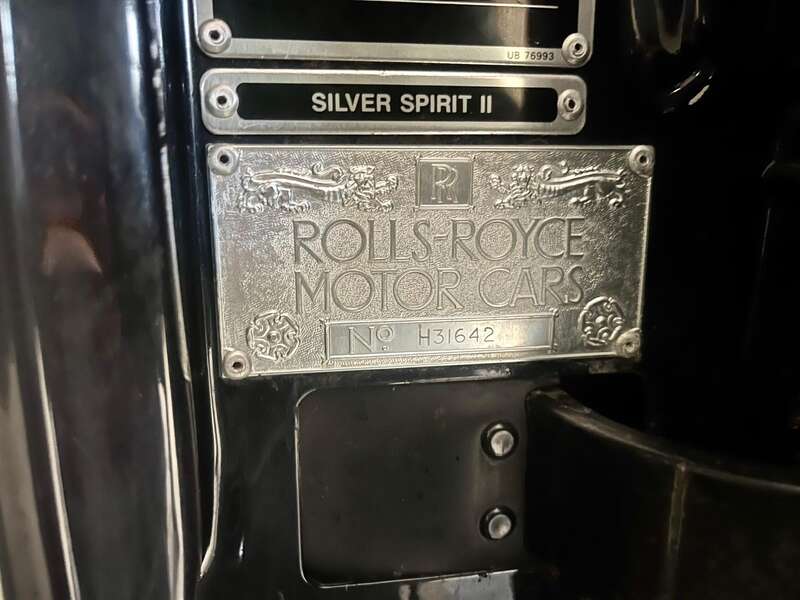 UB 76993
SILVER SPIRIT II
RR
ROLLS-ROYCE
MOTOR CARS
No H31642